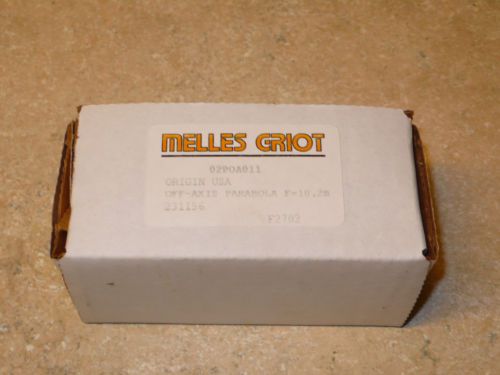 MELLES GRIOT
02POA011
ORIGIN USA
OFF-AXIS PARABOLA F=10.2M
231156
F2702